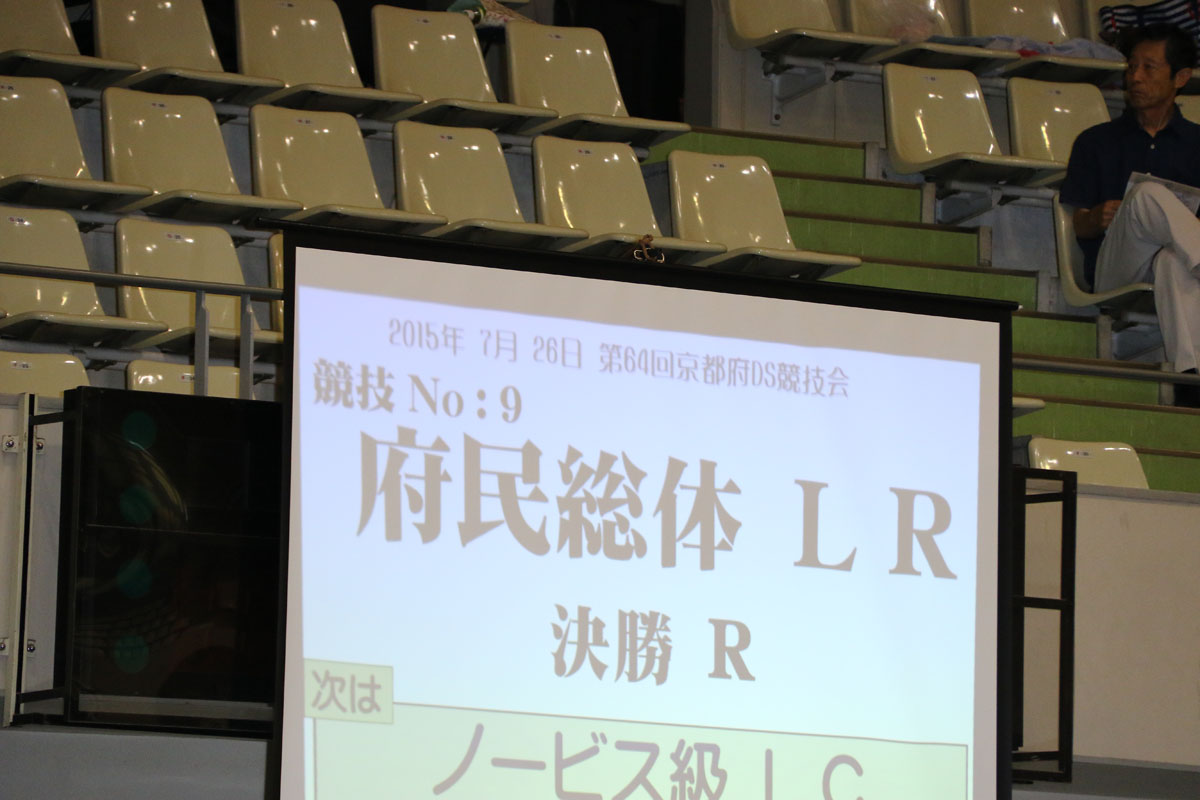 2015年 7月 26日 第64回京都府DS競技会
競技 No:9
府民総体 L R
決勝 R
次は
ノービス級 L C